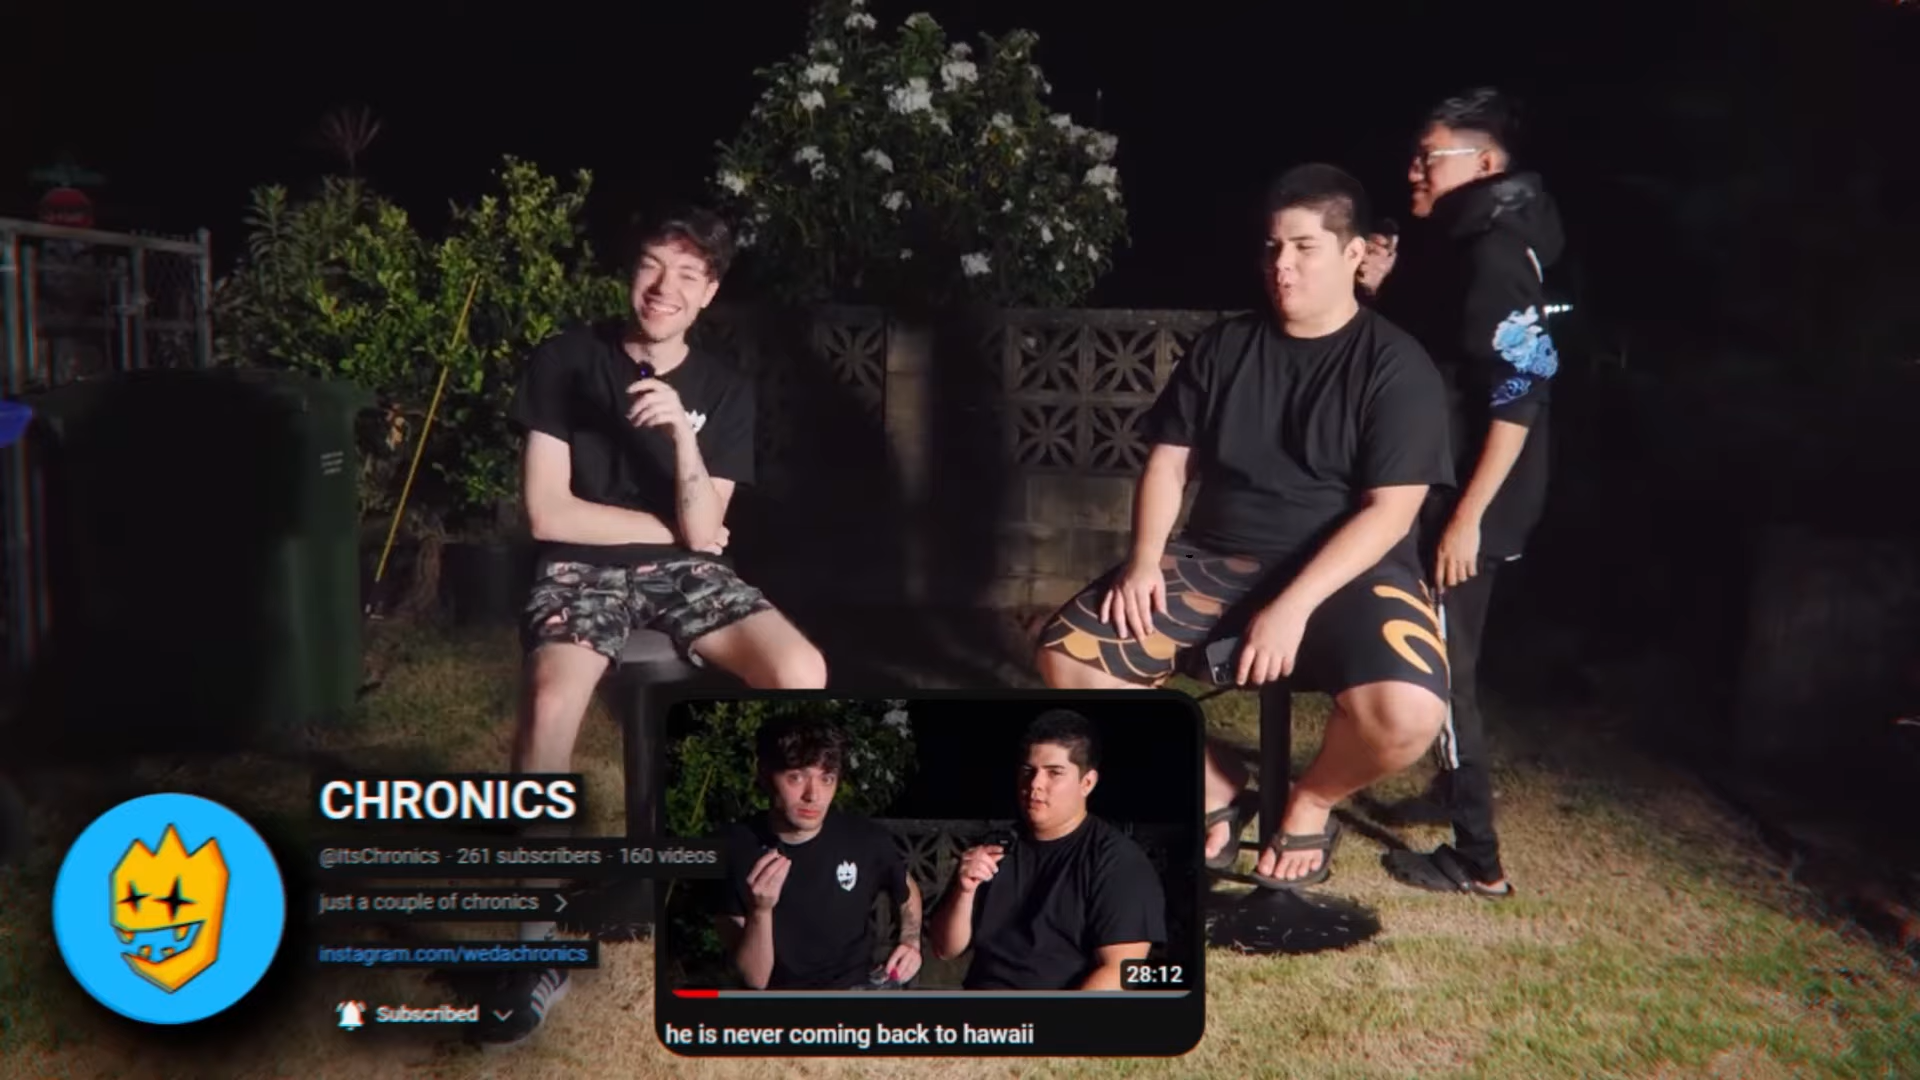 CHRONICS
@ItsChronics · 261 subscribers · 160 videos
just a couple of chronics >
instagram.com/wedachronics
Subscribed
28:12
he is never coming back to hawaii